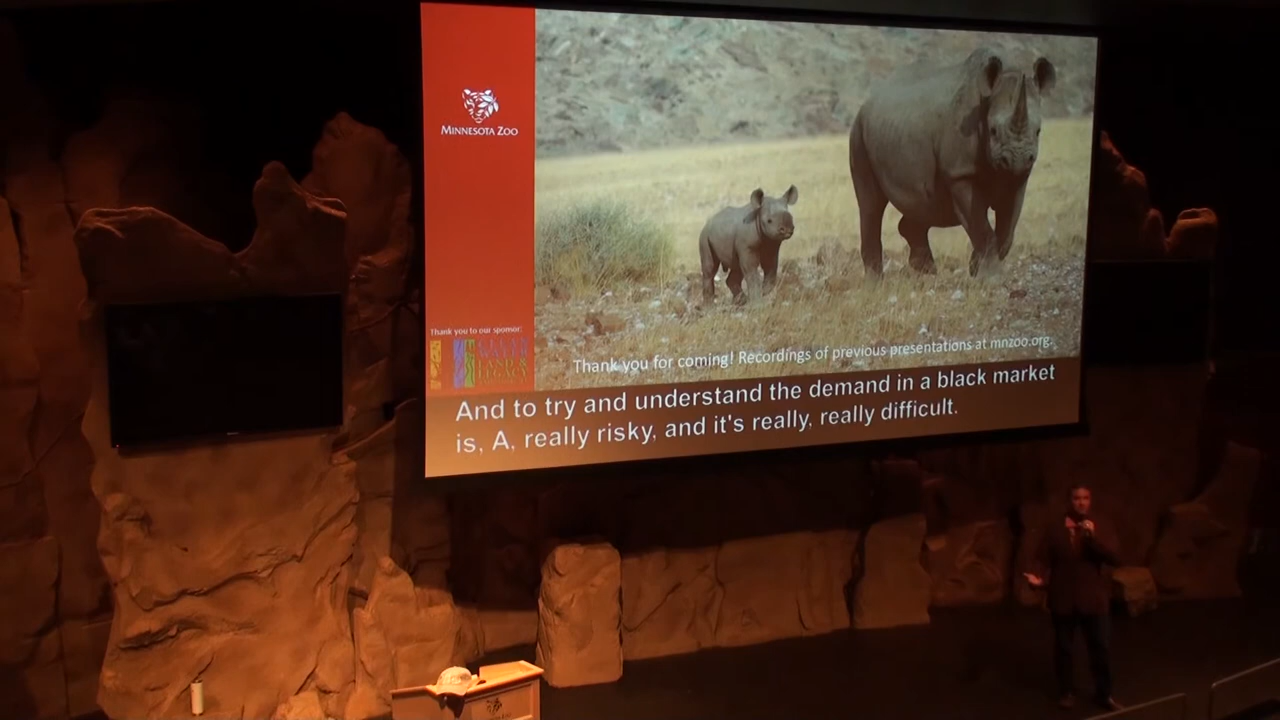 MINNESOTA ZOO
Thank you to our sponsor:
Thank you for coming! Recordings of previous presentations at mnzoo.org.
And to try and understand the demand in a black market
is, A, really risky, and it's really, really difficult.